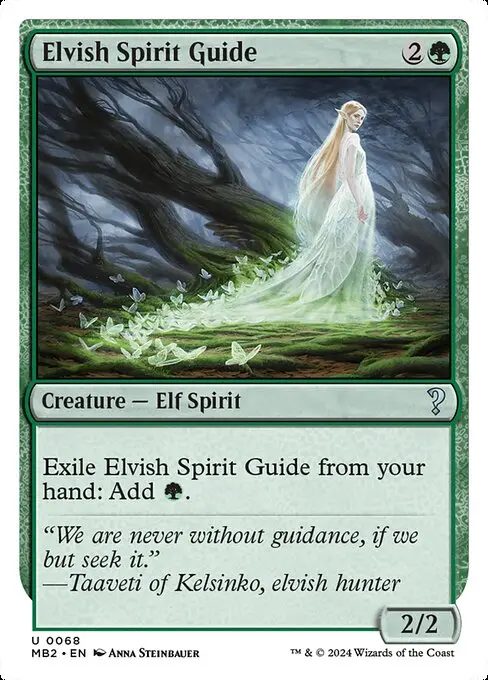 Elvish Spirit Guide 2
Creature — Elf Spirit
Exile Elvish Spirit Guide from your
hand: Add .
“We are never without guidance, if we
but seek it.”
—Taaveti of Kelsinko, elvish hunter
2/2
U 0068
MB2 • EN Anna Steinbauer
™ & © 2024 Wizards of the Coast